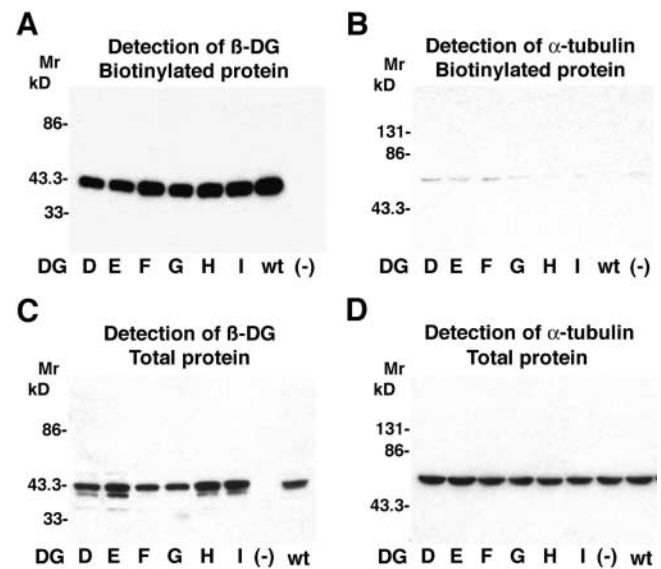 A
Detection of ß-DG
Biotinylated protein
Mr
kD
86-
43.3-
33-
DG D E F G H I wt (-)
B
Detection of α-tubulin
Biotinylated protein
Mr
kD
131-
86-
43.3-
DG D E F G H I wt (-)
C
Detection of ß-DG
Total protein
Mr
kD
86-
43.3-
33-
DG D E F G H I (-) wt
D
Detection of α-tubulin
Total protein
Mr
kD
131-
86-
43.3-
DG D E F G H I (-) wt